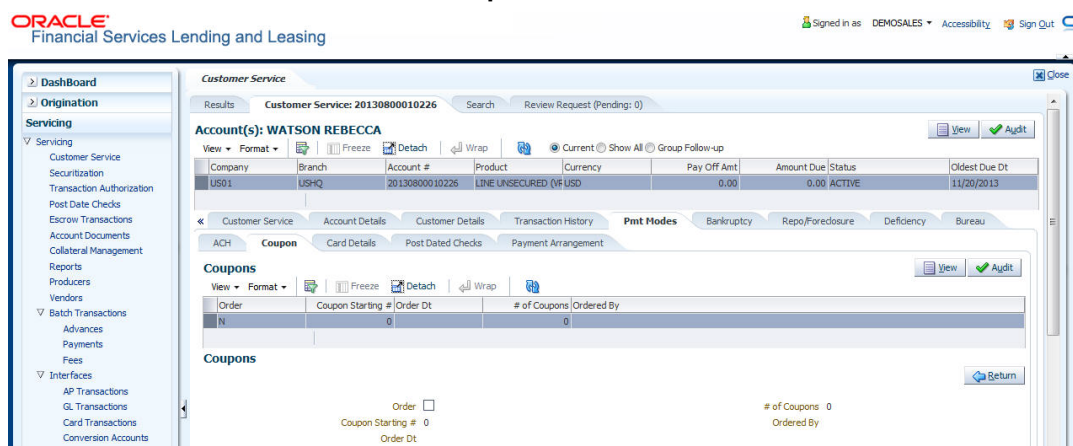 ORACLE
Financial Services Lending and Leasing
Signed in as DEMOSALES Accessibility Sign Out
DashBoard
Origination
Servicing
Servicing
Customer Service
Securitization
Transaction Authorization
Post Date Checks
Escrow Transactions
Account Documents
Collateral Management
Reports
Producers
Vendors
Batch Transactions
Advances
Payments
Fees
Interfaces
AP Transactions
GL Transactions
Card Transactions
Conversion Accounts
Customer Service
Close
Results Customer Service: 20130800010226 Search Review Request (Pending: 0)
Account(s): WATSON REBECCA
View Audit
View Format Freeze Detach Wrap Current Show All Group Follow-up
Company Branch Account # Product Currency Pay Off Amt Amount Due Status Oldest Due Dt
US01 USHQ 20130800010226 LINE UNSECURED (VR USD 0.00 0.00 ACTIVE 11/20/2013
Customer Service Account Details Customer Details Transaction History Pmt Modes Bankruptcy Repo/Foreclosure Deficiency Bureau
ACH Coupon Card Details Post Dated Checks Payment Arrangement
Coupons
View Audit
View Format Freeze Detach Wrap
Order Coupon Starting # Order Dt # of Coupons Ordered By
N 0 0
Coupons
Return
Order # of Coupons 0
Coupon Starting # 0 Ordered By
Order Dt